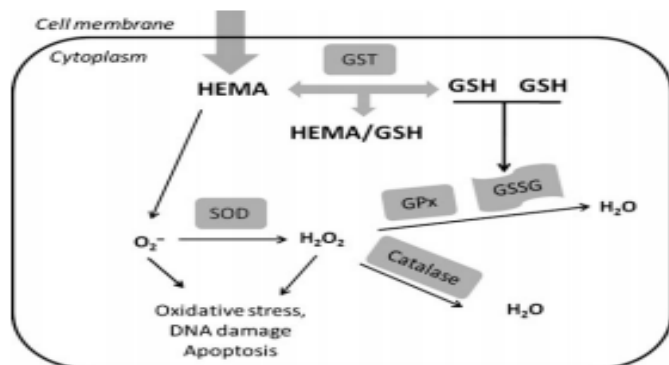 Cell membrane
Cytoplasm
GST
HEMA
GSH GSH
HEMA/GSH
GSSG
GPx
H₂O
SOD
O₂⁻
H₂O₂
Catalase
H₂O
Oxidative stress,
DNA damage
Apoptosis